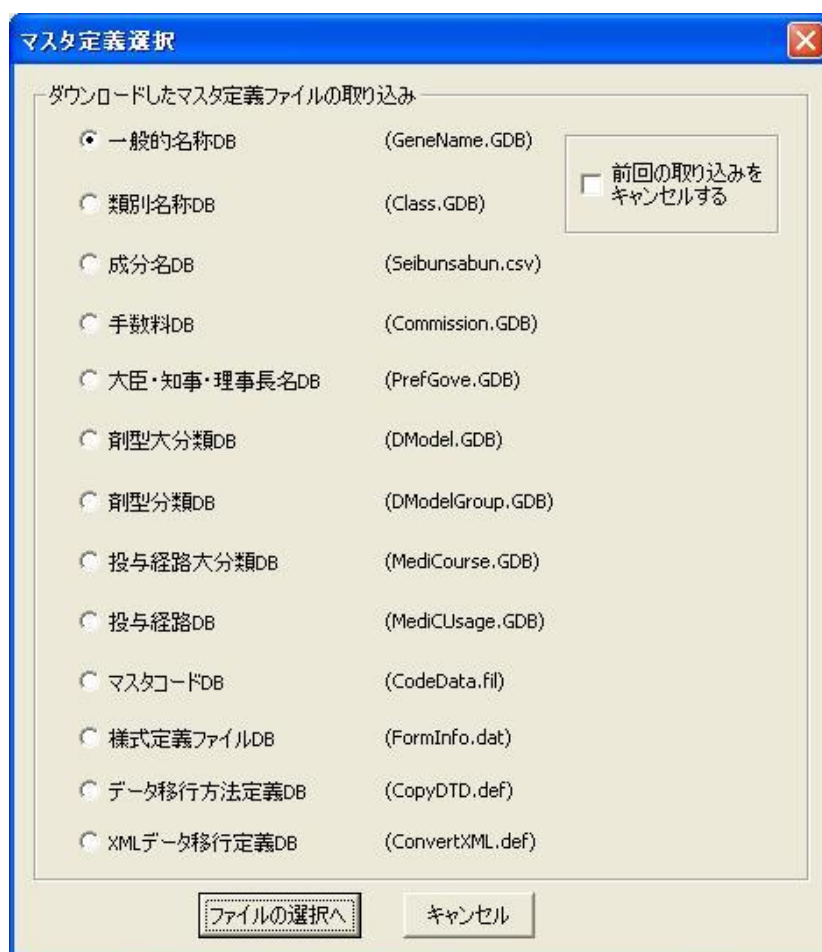 マスタ定義選択
ダウンロードしたマスタ定義ファイルの取り込み
一般的名称DB (GeneName.GDB)
前回の取り込みを
キャンセルする
類別名称DB (Class.GDB)
成分名DB (Seibunsabun.csv)
手数料DB (Commission.GDB)
大臣・知事・理事長名DB (PrefGove.GDB)
剤型大分類DB (DModel.GDB)
剤型分類DB (DModelGroup.GDB)
投与経路大分類DB (MediCourse.GDB)
投与経路DB (MediCUsage.GDB)
マスタコードDB (CodeData.fil)
様式定義ファイルDB (FormInfo.dat)
データ移行方法定義DB (CopyDTD.def)
XMLデータ移行定義DB (ConvertXML.def)
ファイルの選択へ キャンセル